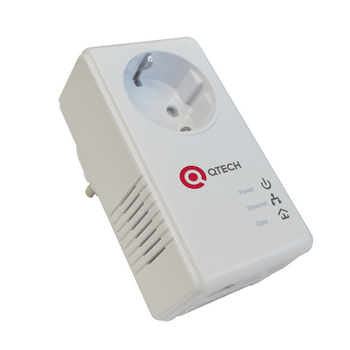 QTECH
Power
Ethernet
Data